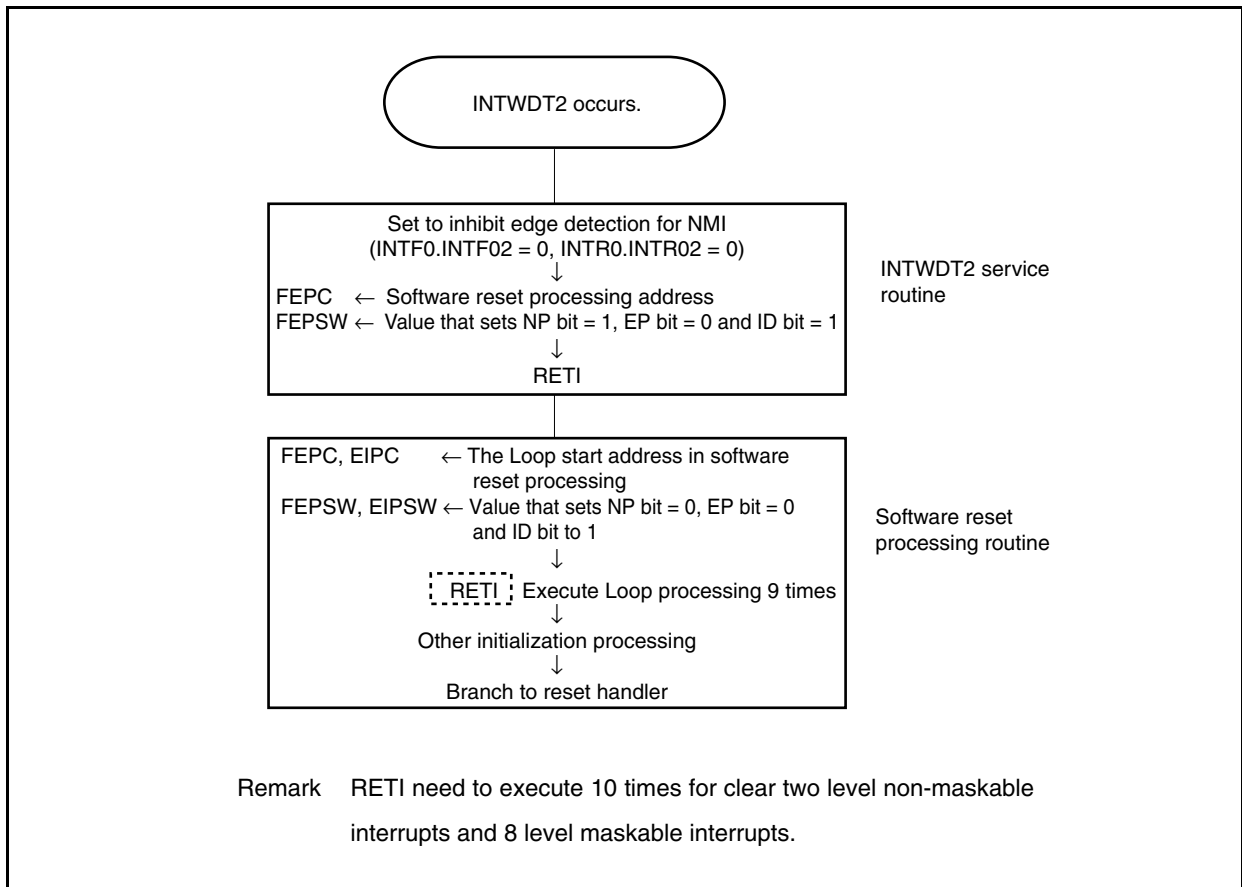 INTWDT2 occurs.
Set to inhibit edge detection for NMI
(INTF0.INTF02 = 0, INTR0.INTR02 = 0)
↓
FEPC ← Software reset processing address
FEPSW ← Value that sets NP bit = 1, EP bit = 0 and ID bit = 1
↓
RETI
INTWDT2 service
routine
FEPC, EIPC ← The Loop start address in software
reset processing
FEPSW, EIPSW ← Value that sets NP bit = 0, EP bit = 0
and ID bit to 1
↓
RETI Execute Loop processing 9 times
↓
Other initialization processing
↓
Branch to reset handler
Software reset
processing routine
Remark RETI need to execute 10 times for clear two level non-maskable
interrupts and 8 level maskable interrupts.